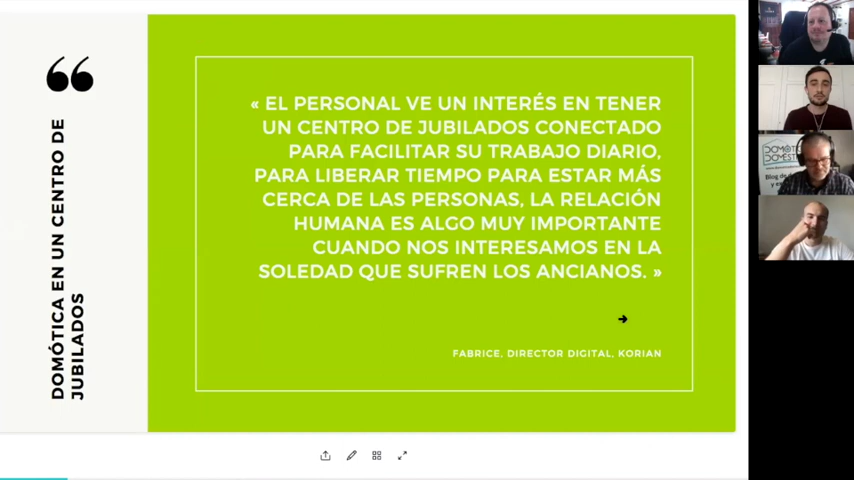 DOMÓTICA EN UN CENTRO DE
JUBILADOS
« EL PERSONAL VE UN INTERÉS EN TENER
UN CENTRO DE JUBILADOS CONECTADO
PARA FACILITAR SU TRABAJO DIARIO,
PARA LIBERAR TIEMPO PARA ESTAR MÁS
CERCA DE LAS PERSONAS, LA RELACIÓN
HUMANA ES ALGO MUY IMPORTANTE
CUANDO NOS INTERESAMOS EN LA
SOLEDAD QUE SUFREN LOS ANCIANOS. »
FABRICE, DIRECTOR DIGITAL, KORIAN